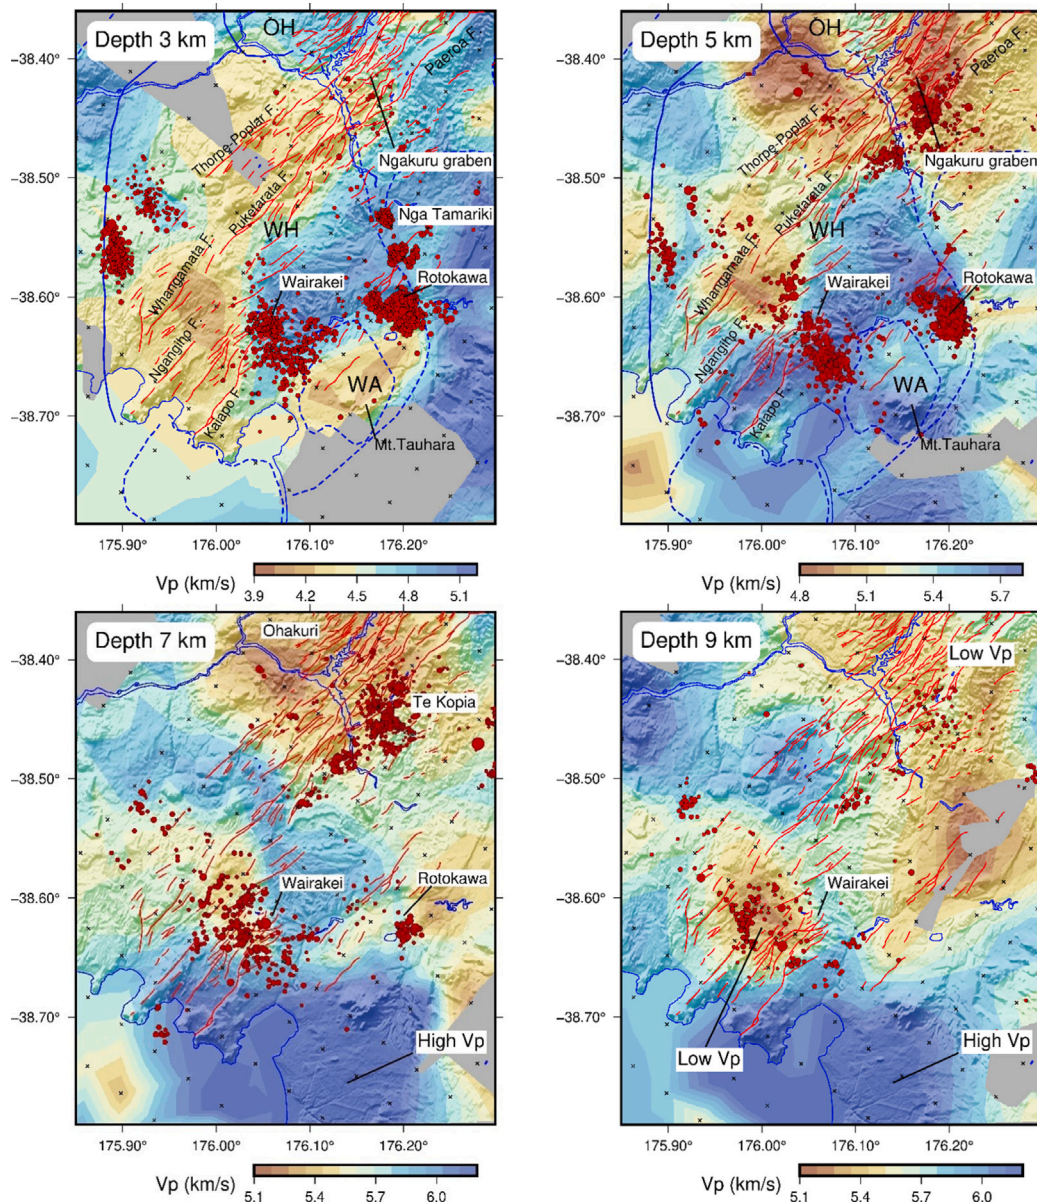 Depth 3 km
OH
Paeroa F.
Thorpe-Poplar F.
Ngakuru graben
Puketarata F.
Nga Tamariki
WH
Whangamata F.
Wairakei
Rotokawa
Ngangiho F.
WA
Kaiapo F.
Mt.Tauhara
−38.40°
−38.50°
−38.60°
−38.70°
175.90° 176.00° 176.10° 176.20°
Vp (km/s)
3.9 4.2 4.5 4.8 5.1
Depth 5 km
OH
Paeroa F.
Thorpe-Poplar F.
Ngakuru graben
Puketarata F.
WH
Whangamata F.
Wairakei
Rotokawa
Ngangiho F.
WA
Kaiapo F.
Mt.Tauhara
−38.40°
−38.50°
−38.60°
−38.70°
175.90° 176.00° 176.10° 176.20°
Vp (km/s)
4.8 5.1 5.4 5.7
Depth 7 km
Ohakuri
Te Kopia
Wairakei
Rotokawa
High Vp
−38.40°
−38.50°
−38.60°
−38.70°
175.90° 176.00° 176.10° 176.20°
Vp (km/s)
5.1 5.4 5.7 6.0
Depth 9 km
Low Vp
Wairakei
Low Vp
High Vp
−38.40°
−38.50°
−38.60°
−38.70°
175.90° 176.00° 176.10° 176.20°
Vp (km/s)
5.1 5.4 5.7 6.0